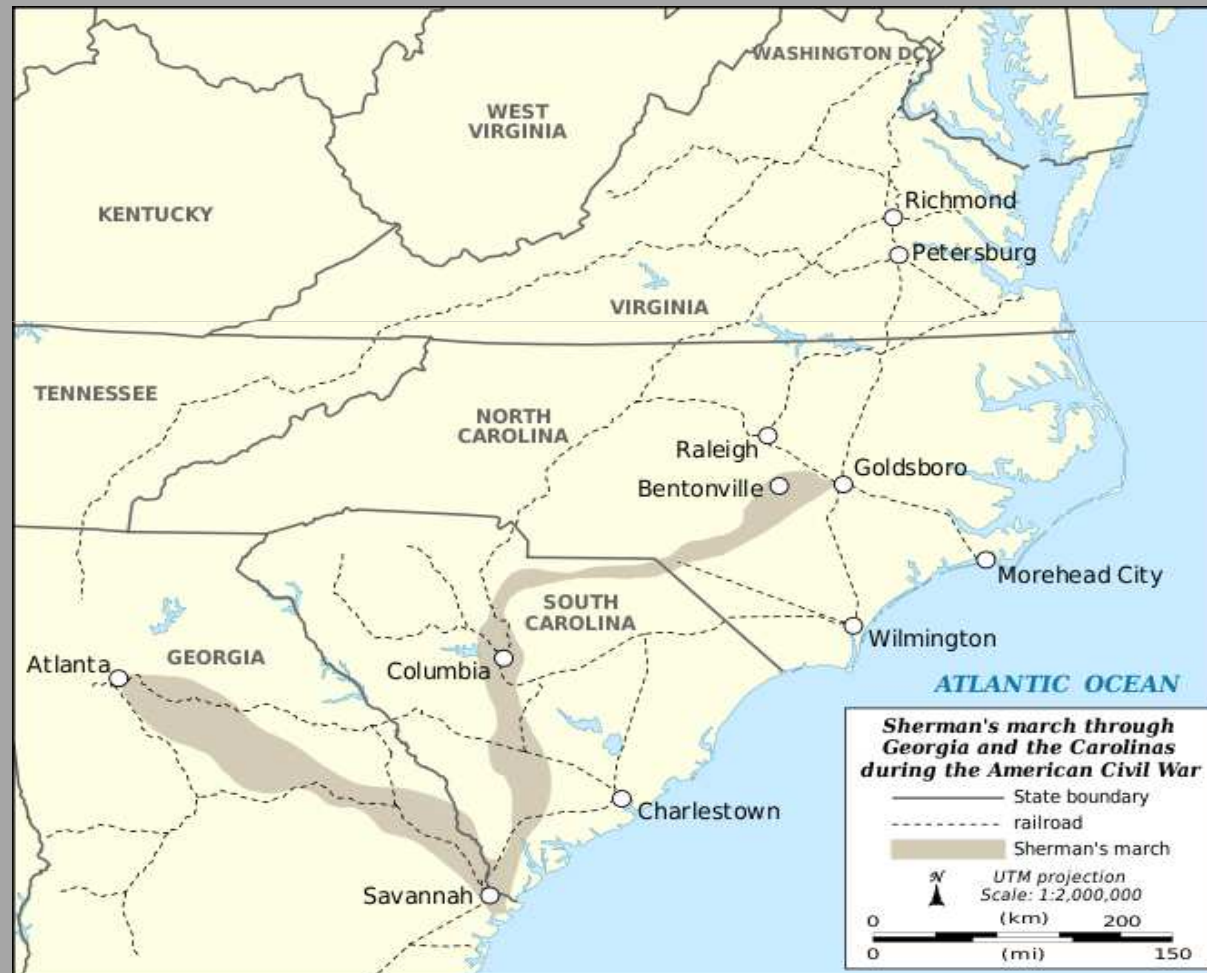 WASHINGTON DC
WEST
VIRGINIA
KENTUCKY
Richmond
Petersburg
VIRGINIA
TENNESSEE
NORTH
CAROLINA
Raleigh
Goldsboro
Bentonville
Morehead City
SOUTH
CAROLINA
Wilmington
GEORGIA
Atlanta
Columbia
ATLANTIC OCEAN
Charlestown
Savannah
Sherman's march through
Georgia and the Carolinas
during the American Civil War
State boundary
railroad
Sherman's march
N
UTM projection
Scale: 1:2,000,000
0 (km) 200
0 (mi) 150